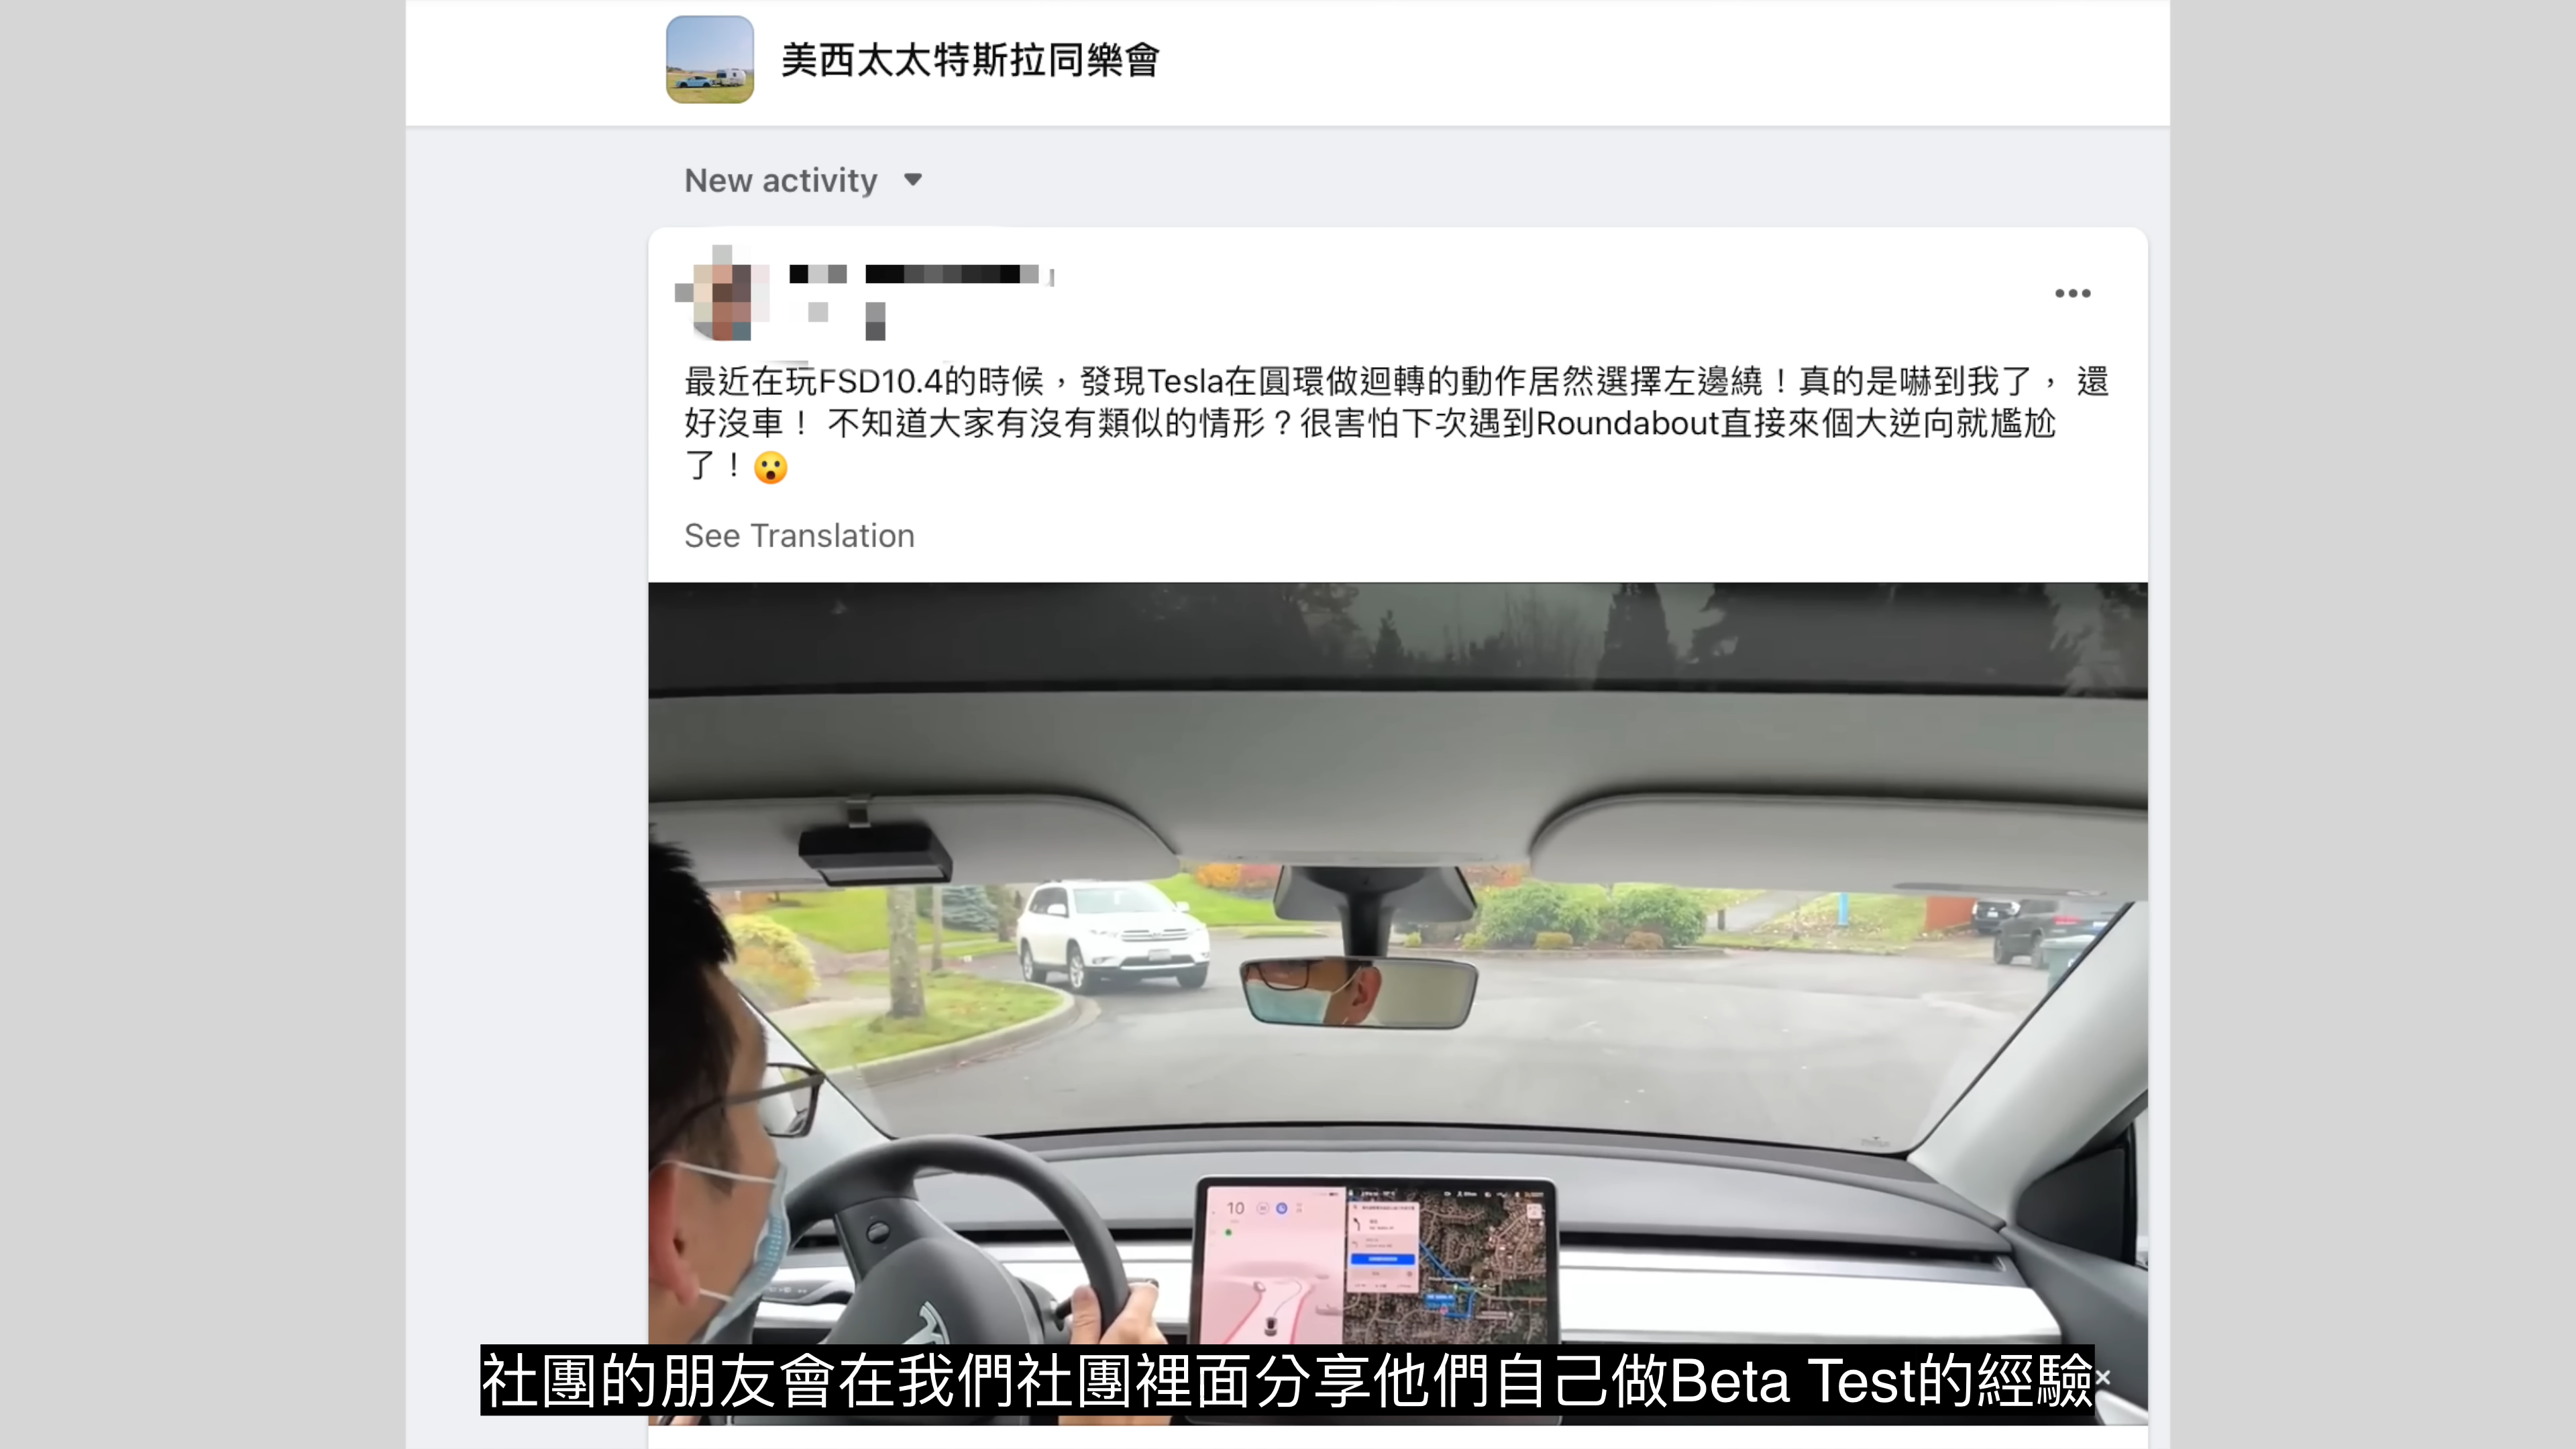 美西太太特斯拉同樂會
New activity
最近在玩FSD10.4的時候，發現Tesla在圓環做迴轉的動作居然選擇左邊繞！真的是嚇到我了， 還
好沒車！ 不知道大家有沒有類似的情形？很害怕下次遇到Roundabout直接來個大逆向就尷尬
了！😮
See Translation
10
社團的朋友會在我們社團裡面分享他們自己做Beta Test的經驗